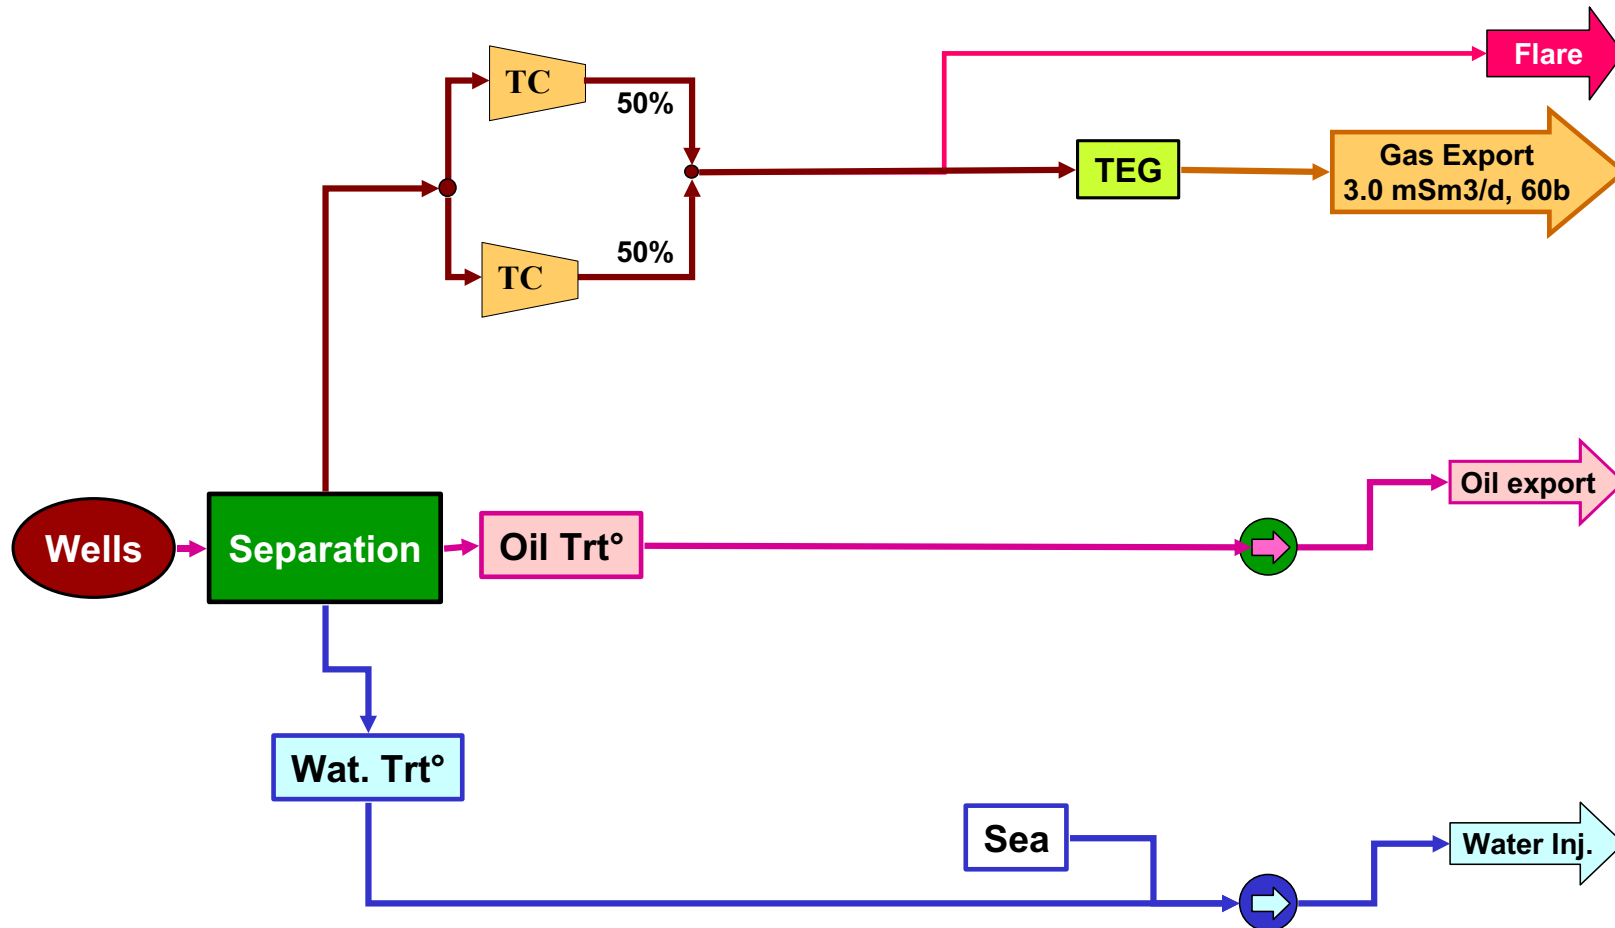 Flare
TC
50%
Gas Export
3.0 mSm3/d, 60b
TEG
TC
50%
Oil export
Wells
Separation
Oil Trt°
Wat. Trt°
Sea
Water Inj.